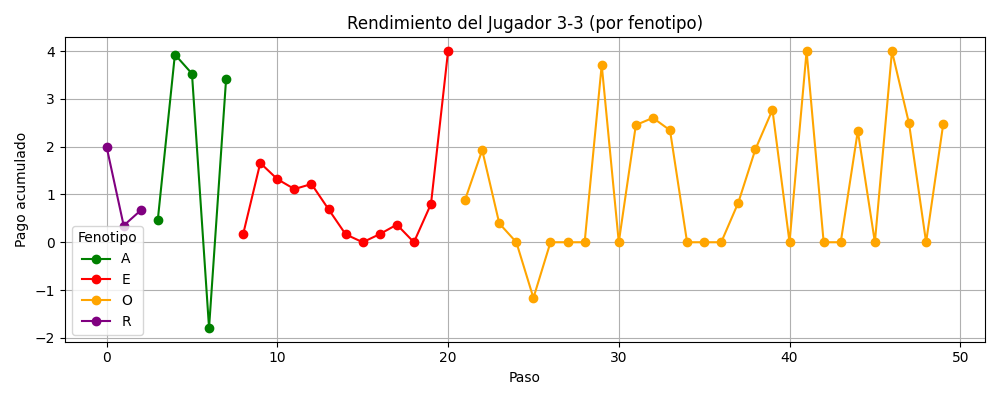 Rendimiento del Jugador 3-3 (por fenotipo)
Pago acumulado
4
3
2
1
0
−1
−2
Fenotipo
A
E
O
R
0
10
20
30
40
50
Paso